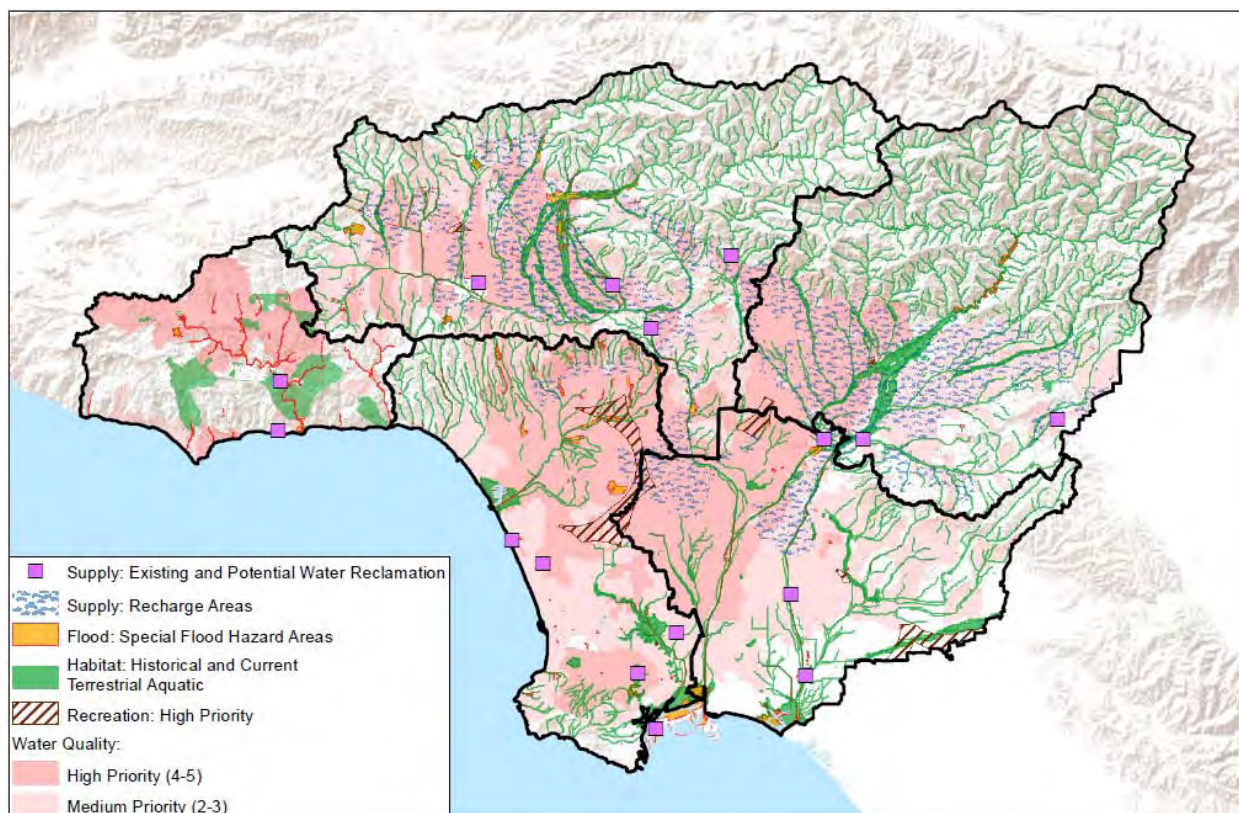 Supply: Existing and Potential Water Reclamation
Supply: Recharge Areas
Flood: Special Flood Hazard Areas
Habitat: Historical and Current
Terrestrial Aquatic
Recreation: High Priority
Water Quality:
High Priority (4-5)
Medium Priority (2-3)